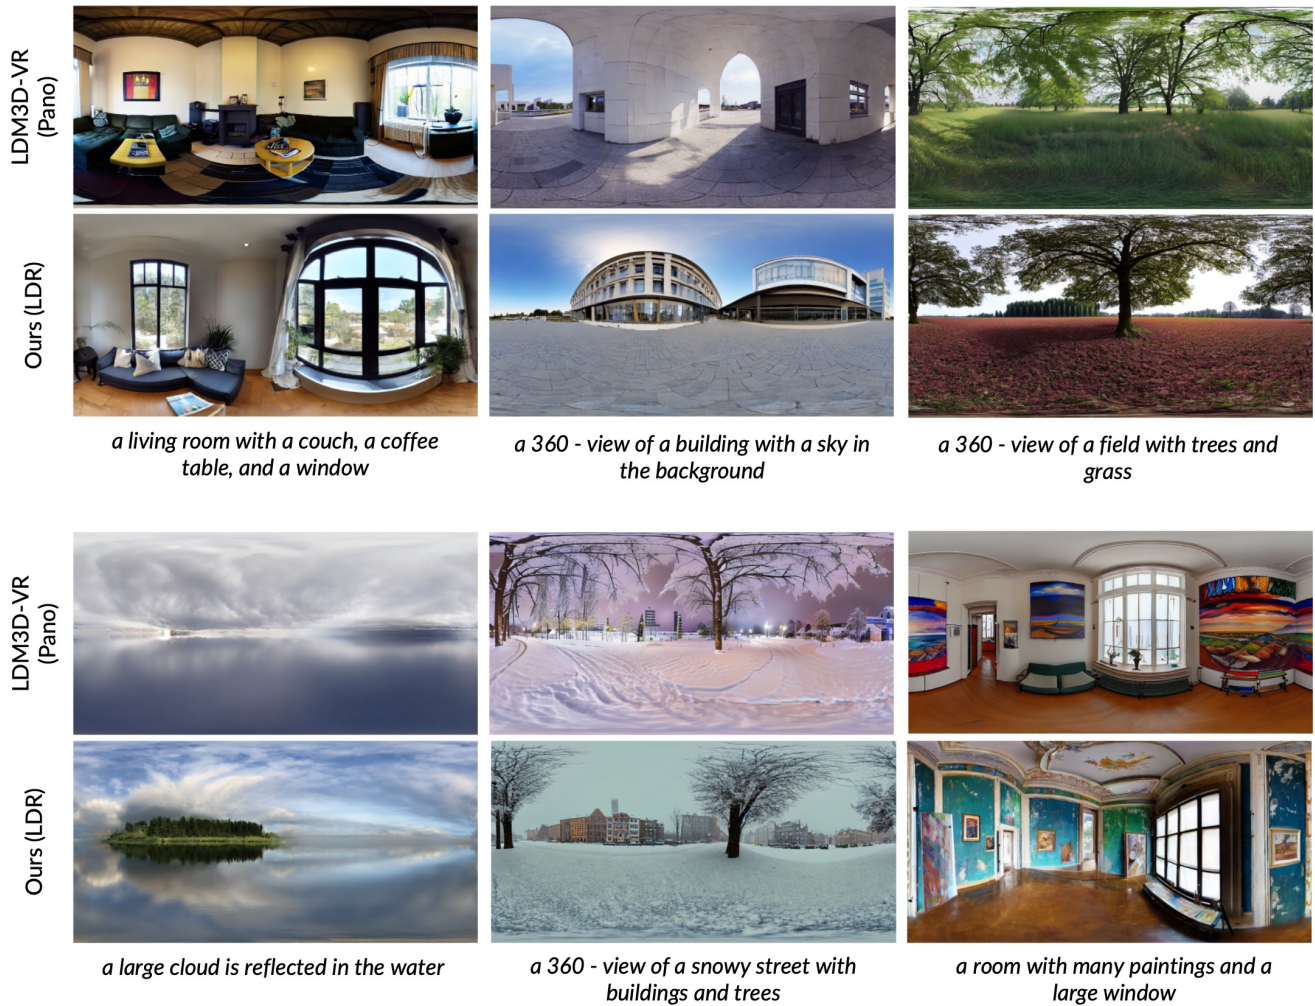 LDM3D-VR
(Pano)
Ours (LDR)
a living room with a couch, a coffee
table, and a window
a 360 - view of a building with a sky in
the background
a 360 - view of a field with trees and
grass
LDM3D-VR
(Pano)
Ours (LDR)
a large cloud is reflected in the water
a 360 - view of a snowy street with
buildings and trees
a room with many paintings and a
large window